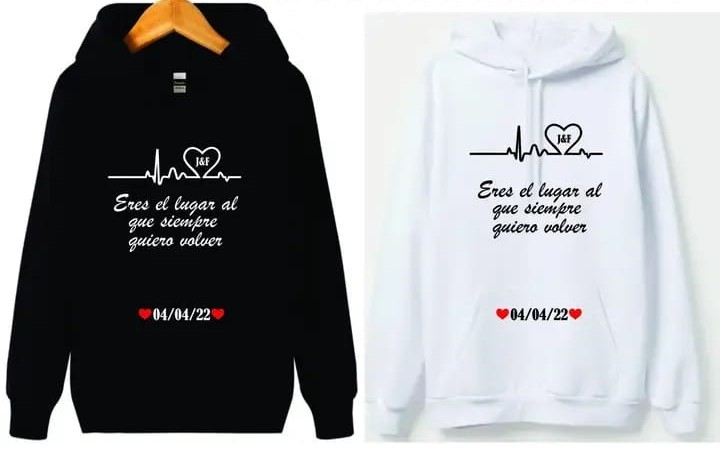 J&F
Eres el lugar al
que siempre
quiero volver
04/04/22
J&F
Eres el lugar al
que siempre
quiero volver
04/04/22